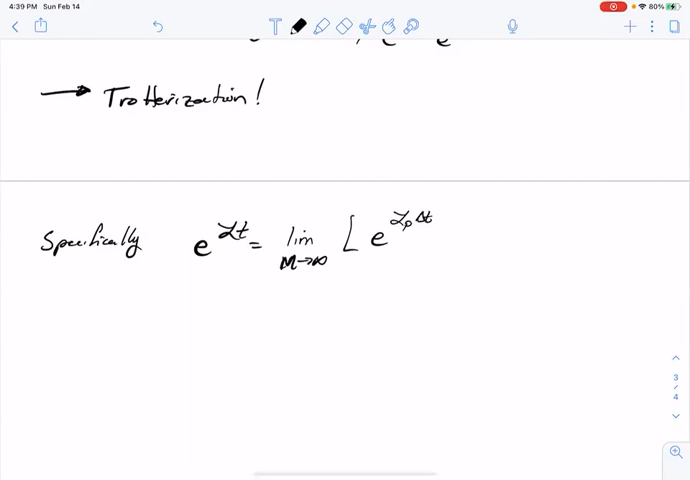 4:39 PM Sun Feb 14 80%
→ Trotterization!
Specifically e^{ℒt} = lim_{M→∞} [ e^{ℒ_p Δt}
3
/
4